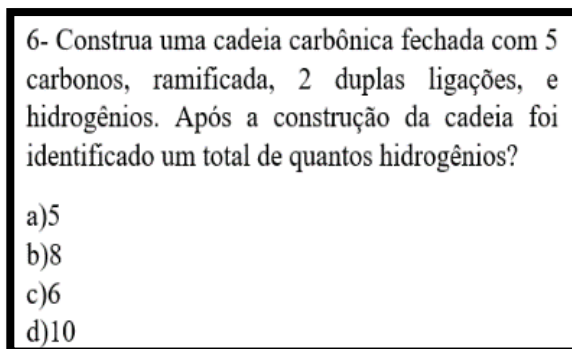 6- Construa uma cadeia carbônica fechada com 5
carbonos, ramificada, 2 duplas ligações, e
hidrogênios. Após a construção da cadeia foi
identificado um total de quantos hidrogênios?
a)5
b)8
c)6
d)10